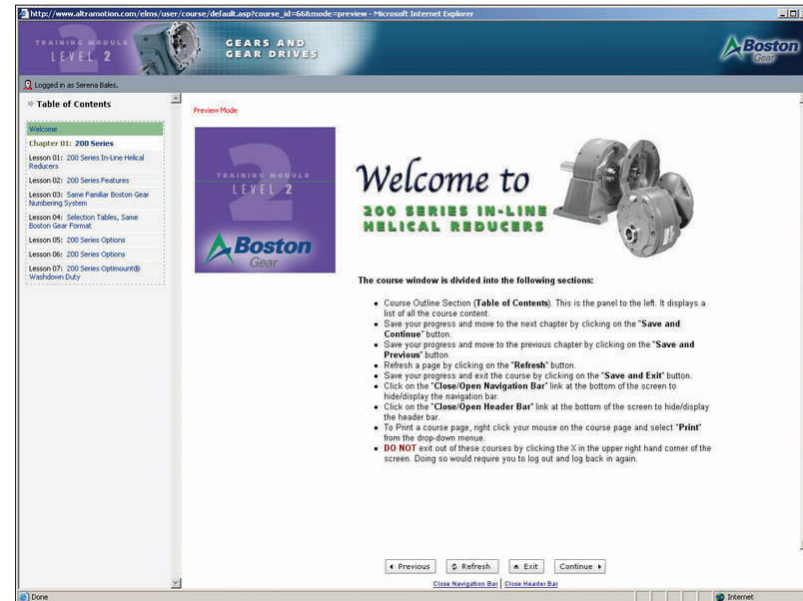 http://www.altramotion.com/elms/user/course/default.asp?course_id=66&mode=preview - Microsoft Internet Explorer
TRAINING MODULE
LEVEL 2
GEARS AND
GEAR DRIVES
Boston
Gear
Logged in as Serena Bales.
Table of Contents
Welcome
Chapter 01: 200 Series
Lesson 01: 200 Series In-Line Helical
Reducers
Lesson 02: 200 Series Features
Lesson 03: Same Familiar Boston Gear
Numbering System
Lesson 04: Selection Tables, Same
Boston Gear Format
Lesson 05: 200 Series Options
Lesson 06: 200 Series Options
Lesson 07: 200 Series Optimount®
Washdown Duty
Preview Mode
2
TRAINING MODULE
LEVEL 2
Boston
Gear
Welcome to
200 SERIES IN-LINE
HELICAL REDUCERS
The course window is divided into the following sections:
• Course Outline Section (Table of Contents). This is the panel to the left. It displays a
list of all the course content.
• Save your progress and move to the next chapter by clicking on the "Save and
Continue" button.
• Save your progress and move to the previous chapter by clicking on the "Save and
Previous" button.
• Refresh a page by clicking on the "Refresh" button.
• Save your progress and exit the course by clicking on the "Save and Exit" button.
• Click on the "Close/Open Navigation Bar" link at the bottom of the screen to
hide/display the navigation bar.
• Click on the "Close/Open Header Bar" link at the bottom of the screen to hide/display
the header bar.
• To Print a course page, right click your mouse on the course page and select "Print"
from the drop-down menue.
• DO NOT exit out of these courses by clicking the X in the upper right hand corner of the
screen. Doing so would require you to log out and log back in again.
Previous Refresh Exit Continue
Close Navigation Bar | Close Header Bar
Done Internet